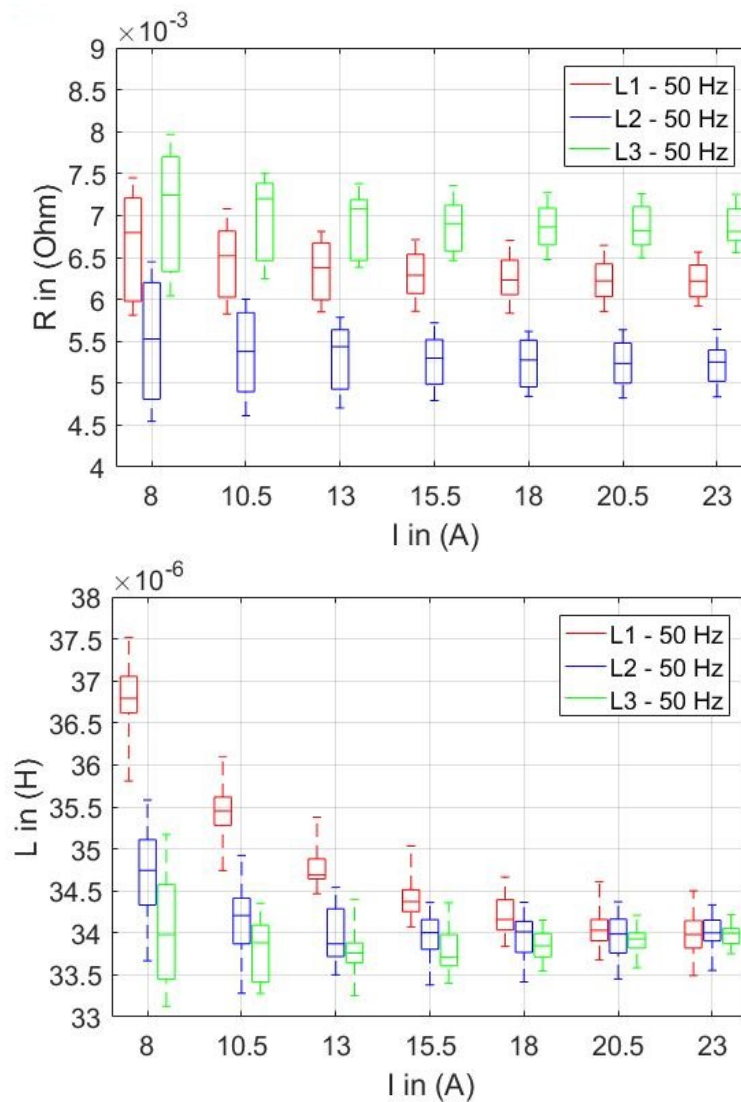 × 10-3
9
8.5
8
7.5
7
6.5
6
5.5
5
4.5
4
R in (Ohm)
L1 - 50 Hz
L2 - 50 Hz
L3 - 50 Hz
8 10.5 13 15.5 18 20.5 23
I in (A)
× 10-6
38
37.5
37
36.5
36
35.5
35
34.5
34
33.5
33
L in (H)
L1 - 50 Hz
L2 - 50 Hz
L3 - 50 Hz
8 10.5 13 15.5 18 20.5 23
I in (A)